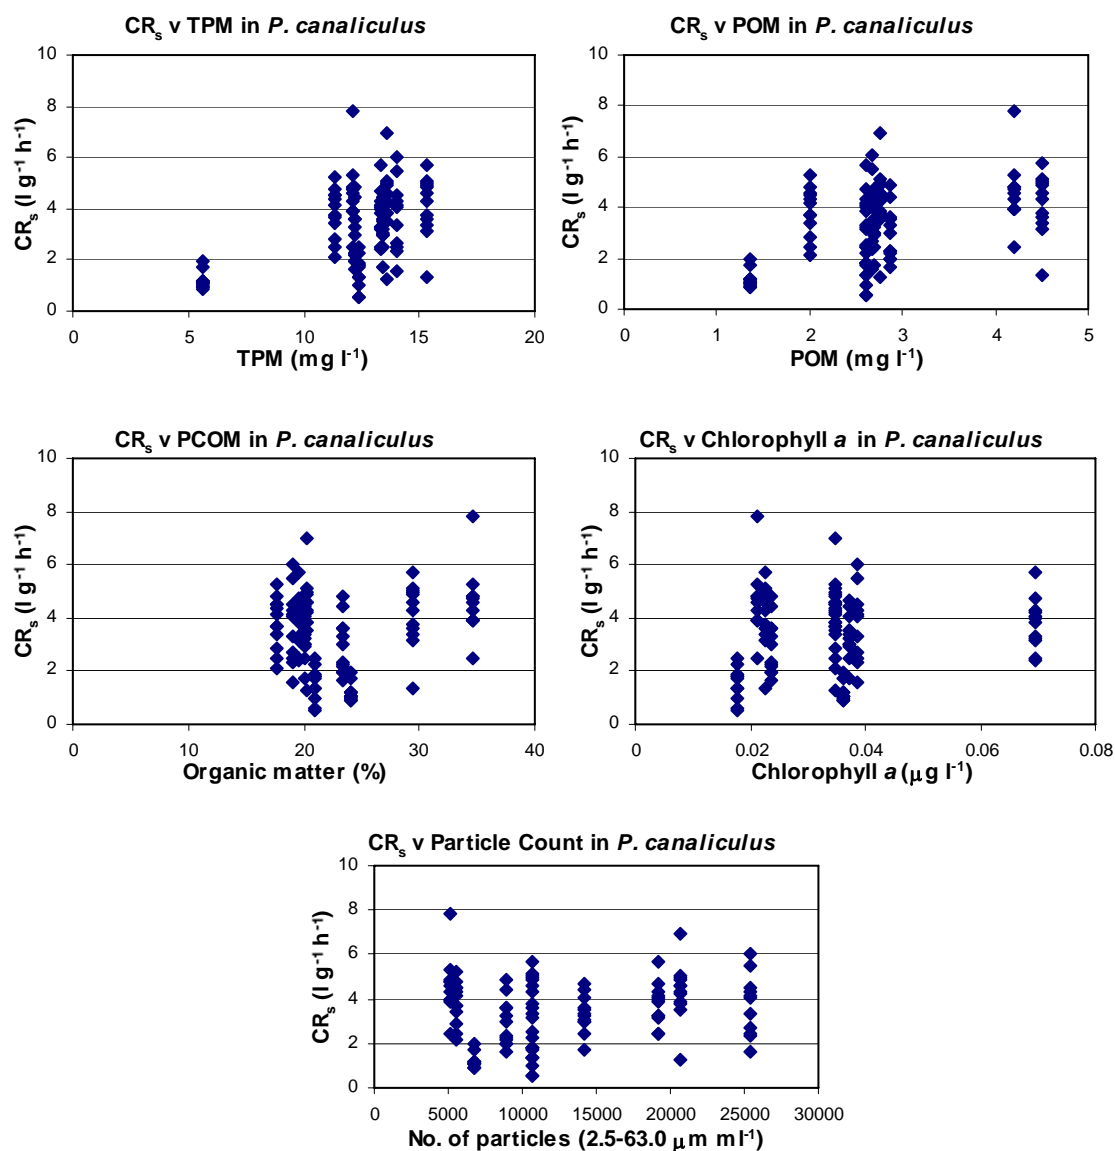 CRₛ v TPM in P. canaliculus
10
8
6
4
2
0
CRₛ (l g⁻¹ h⁻¹)
0 5 10 15 20
TPM (mg l⁻¹)
CRₛ v POM in P. canaliculus
10
8
6
4
2
0
CRₛ (l g⁻¹ h⁻¹)
0 1 2 3 4 5
POM (mg l⁻¹)
CRₛ v PCOM in P. canaliculus
10
8
6
4
2
0
CRₛ (l g⁻¹ h⁻¹)
0 10 20 30 40
Organic matter (%)
CRₛ v Chlorophyll a in P. canaliculus
10
8
6
4
2
0
CRₛ (l g⁻¹ h⁻¹)
0 0.02 0.04 0.06 0.08
Chlorophyll a (μg l⁻¹)
CRₛ v Particle Count in P. canaliculus
10
8
6
4
2
0
CRₛ (l g⁻¹ h⁻¹)
0 5000 10000 15000 20000 25000 30000
No. of particles (2.5-63.0 μm ml⁻¹)